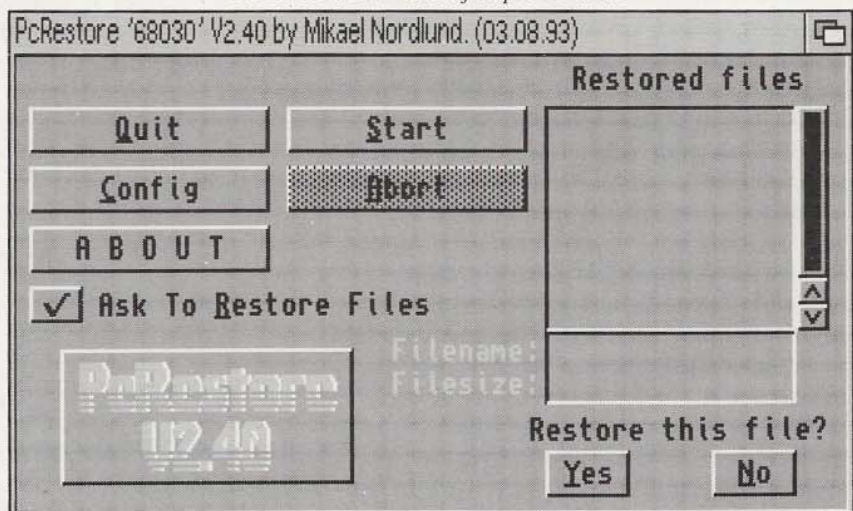 PcRestore '68030' V2.40 by Mikael Nordlund. (03.08.93)
Restored files
Quit
Start
Config
Abort
A B O U T
Ask To Restore Files
Filename:
Filesize:
PcRestore
V2.40
Restore this file?
Yes
No